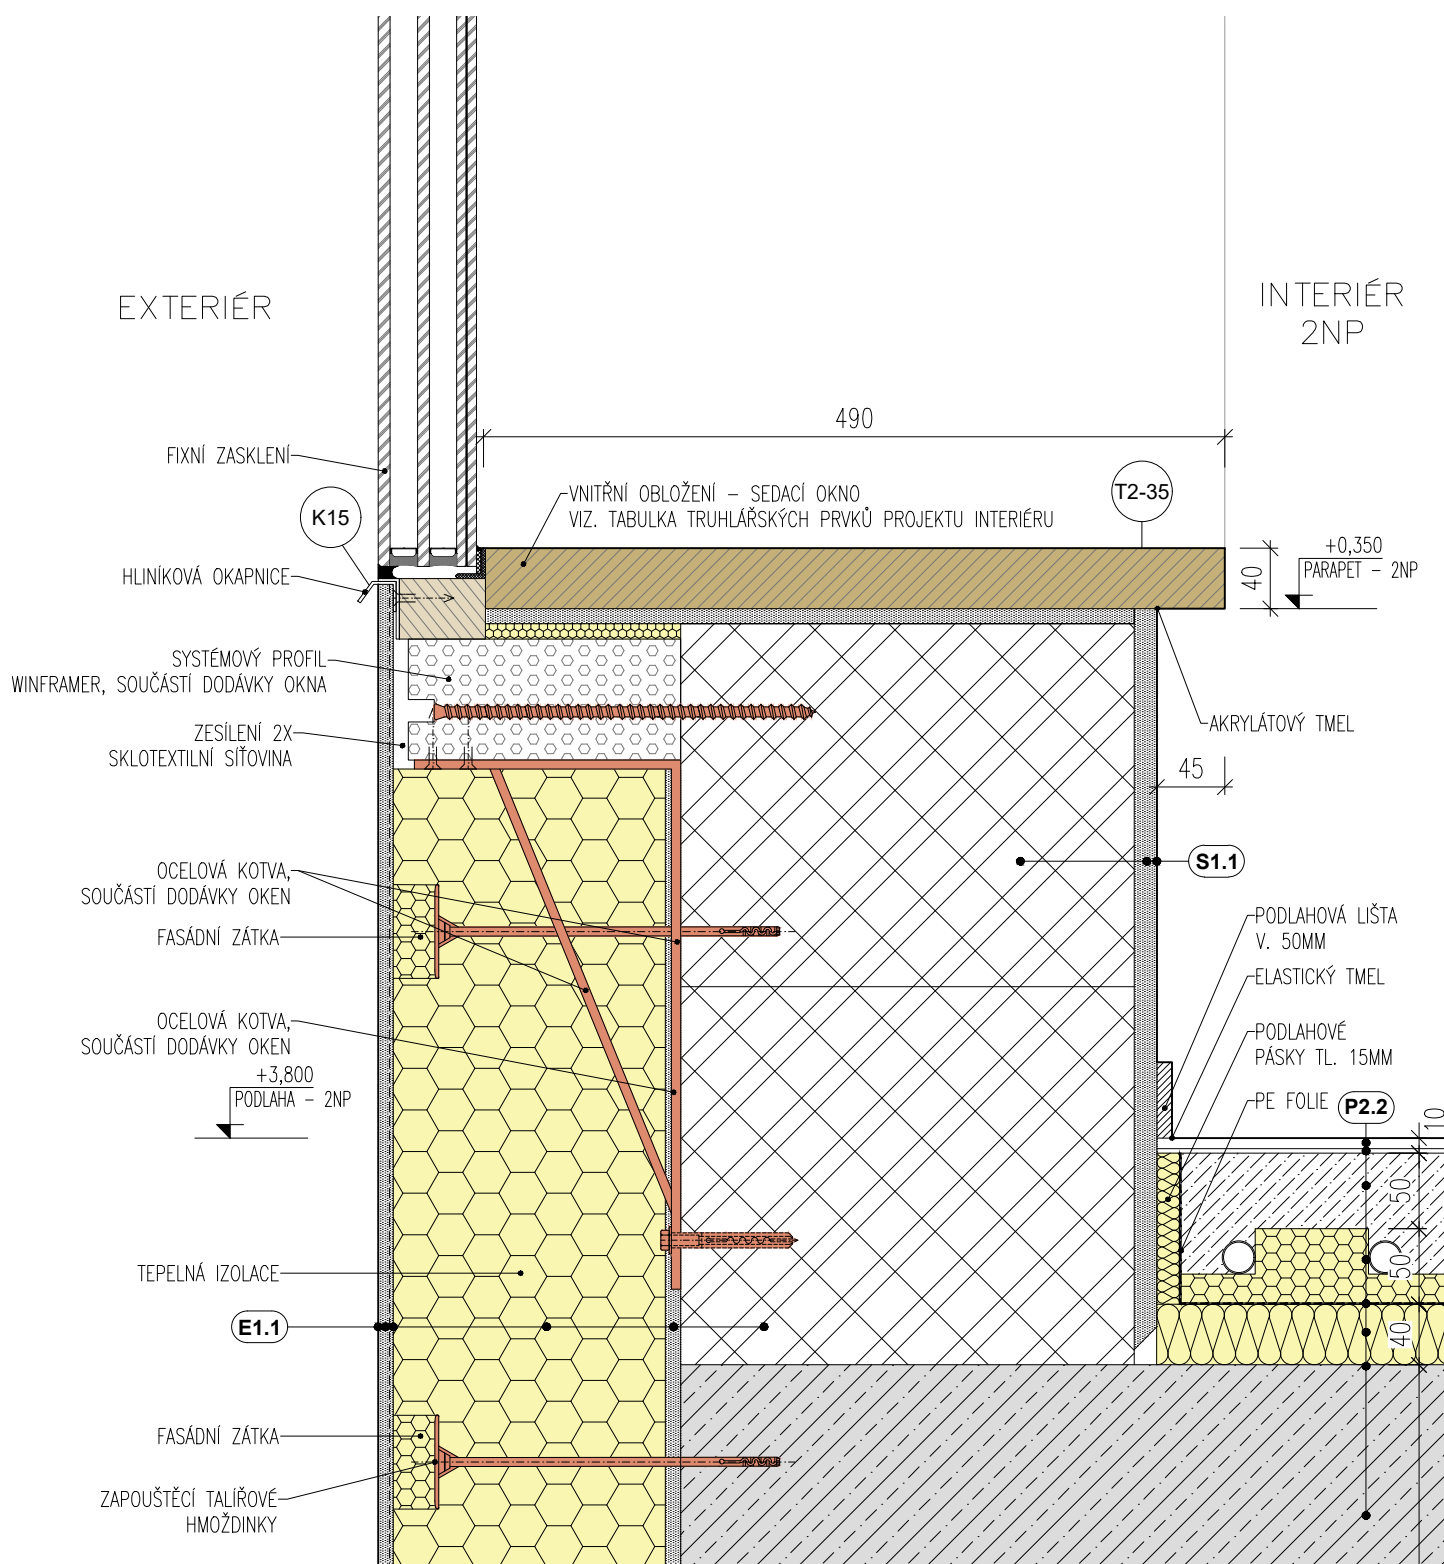 EXTERIÉR
INTERIÉR
2NP
490
FIXNÍ ZASKLENÍ
K15
VNITŘNÍ OBLOŽENÍ – SEDACÍ OKNO
VIZ. TABULKA TRUHLÁŘSKÝCH PRVKŮ PROJEKTU INTERIÉRU
T2-35
HLINÍKOVÁ OKAPNICE
40
+0,350
PARAPET – 2NP
SYSTÉMOVÝ PROFIL
WINFRAMER, SOUČÁSTÍ DODÁVKY OKNA
ZESÍLENÍ 2X
SKLOTEXTILNÍ SÍŤOVINA
AKRYLÁTOVÝ TMEL
45
OCELOVÁ KOTVA,
SOUČÁSTÍ DODÁVKY OKEN
S1.1
FASÁDNÍ ZÁTKA
PODLAHOVÁ LIŠTA
V. 50MM
ELASTICKÝ TMEL
OCELOVÁ KOTVA,
SOUČÁSTÍ DODÁVKY OKEN
PODLAHOVÉ
PÁSKY TL. 15MM
+3,800
PODLAHA – 2NP
PE FOLIE
P2.2
10
50
50
40
TEPELNÁ IZOLACE
E1.1
FASÁDNÍ ZÁTKA
ZAPOUŠTĚCÍ TALÍŘOVÉ
HMOŽDINKY